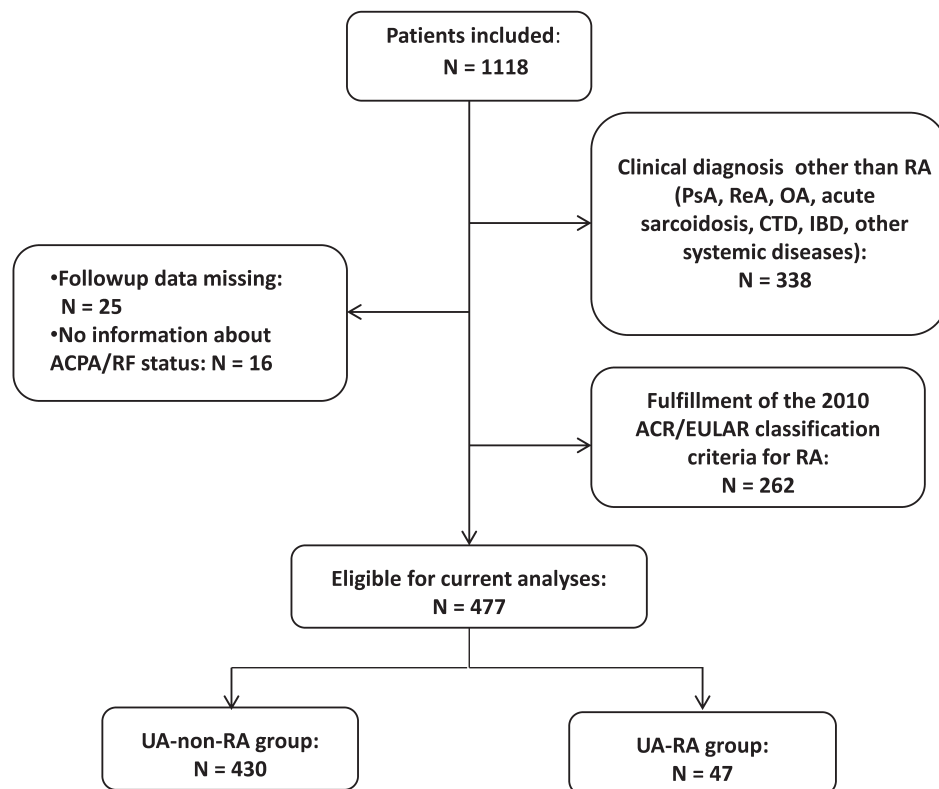 Patients included:
N = 1118
Clinical diagnosis other than RA
(PsA, ReA, OA, acute
sarcoidosis, CTD, IBD, other
systemic diseases):
N = 338
•Followup data missing:
N = 25
•No information about
ACPA/RF status: N = 16
Fulfillment of the 2010
ACR/EULAR classification
criteria for RA:
N = 262
Eligible for current analyses:
N = 477
UA-non-RA group:
N = 430
UA-RA group:
N = 47